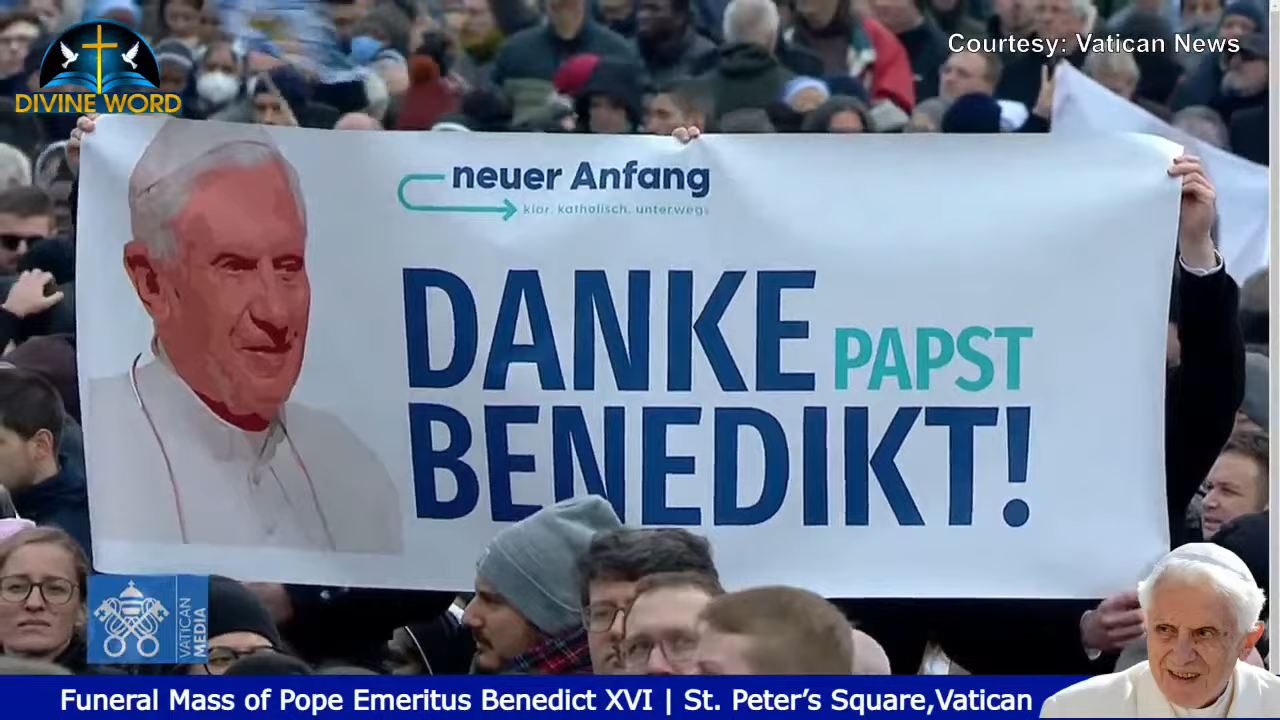 Courtesy: Vatican News
DIVINE WORD
neuer Anfang
klar. katholisch. unterwegs
DANKE PAPST
BENEDIKT!
VATICAN
MEDIA
Funeral Mass of Pope Emeritus Benedict XVI | St. Peter’s Square,Vatican